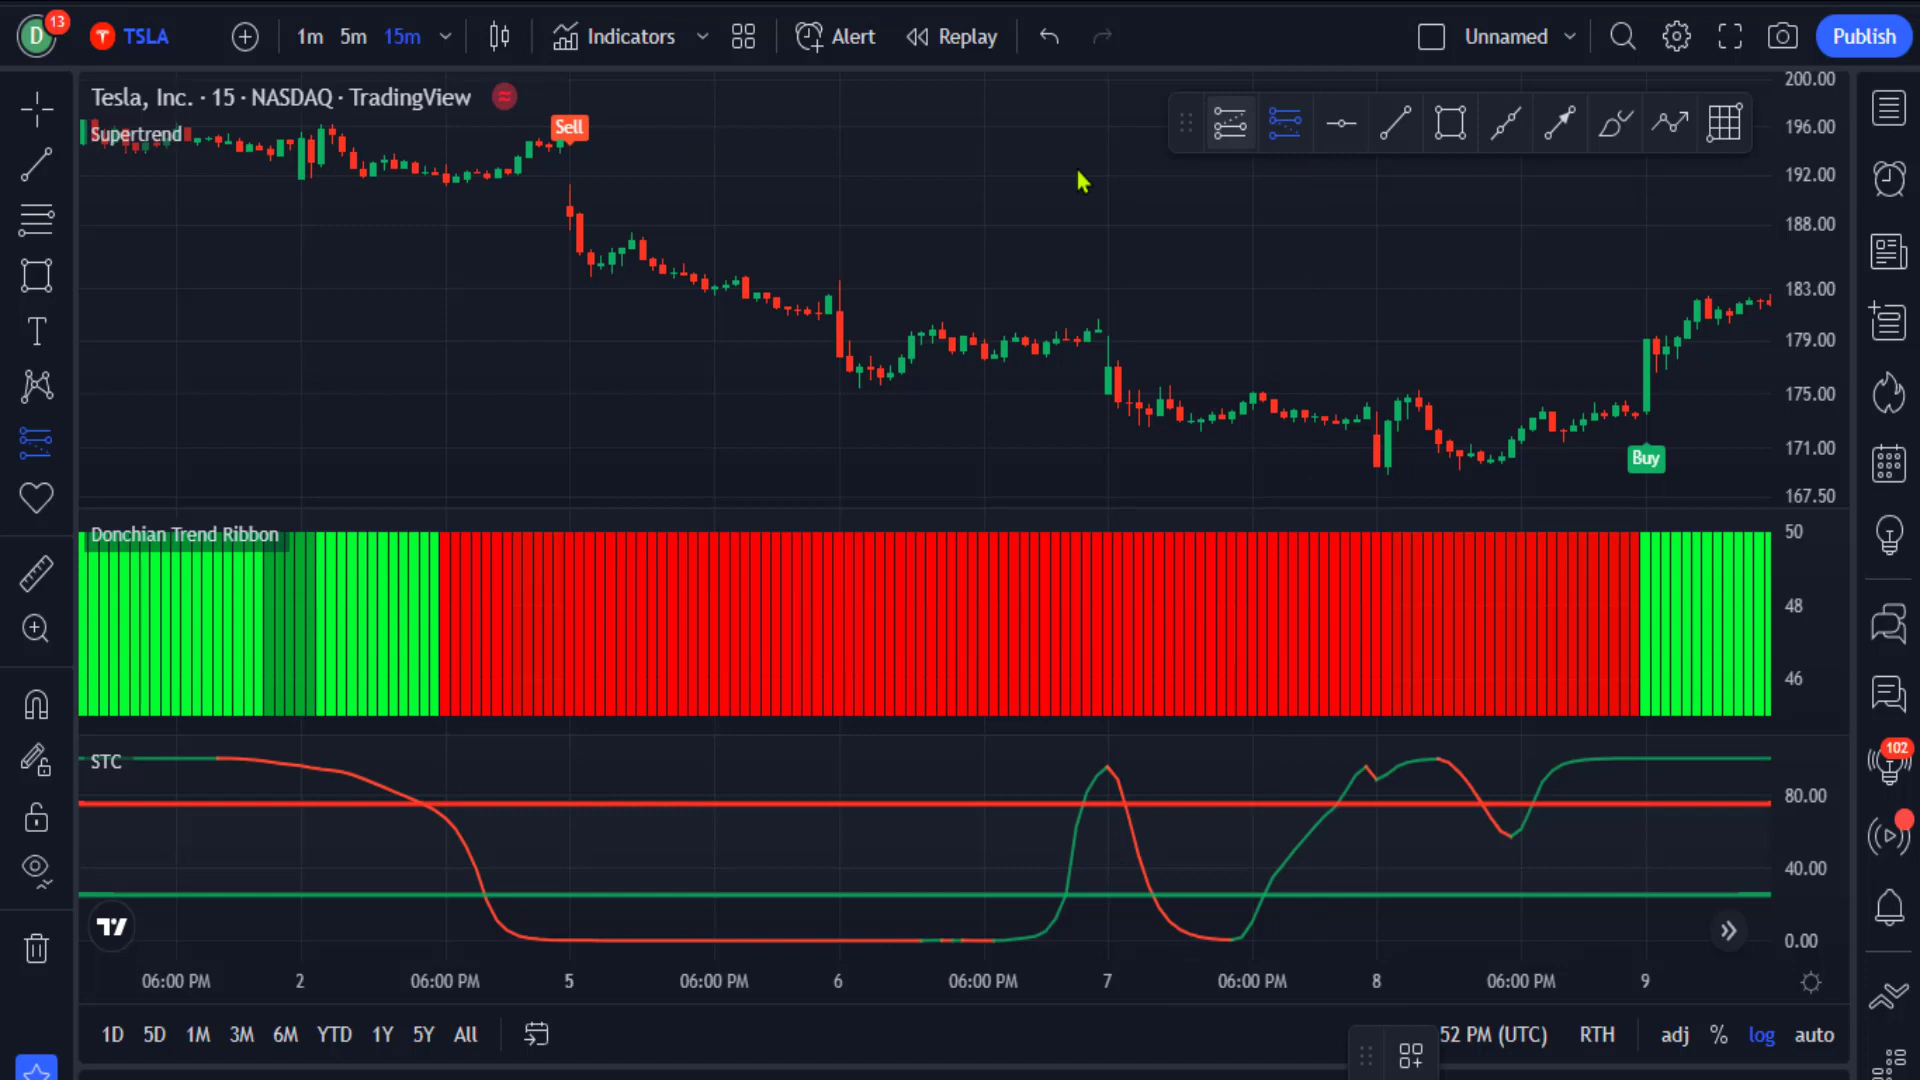 D 13 TSLA 1m 5m 15m Indicators Alert Replay Unnamed Publish
Tesla, Inc. · 15 · NASDAQ · TradingView
Supertrend
Sell
Buy
200.00
196.00
192.00
188.00
183.00
179.00
175.00
171.00
167.50
Donchian Trend Ribbon
50
48
46
STC
80.00
40.00
0.00
102
06:00 PM 2 06:00 PM 5 06:00 PM 6 06:00 PM 7 06:00 PM 8 06:00 PM 9
1D 5D 1M 3M 6M YTD 1Y 5Y All 52 PM (UTC) RTH adj % log auto